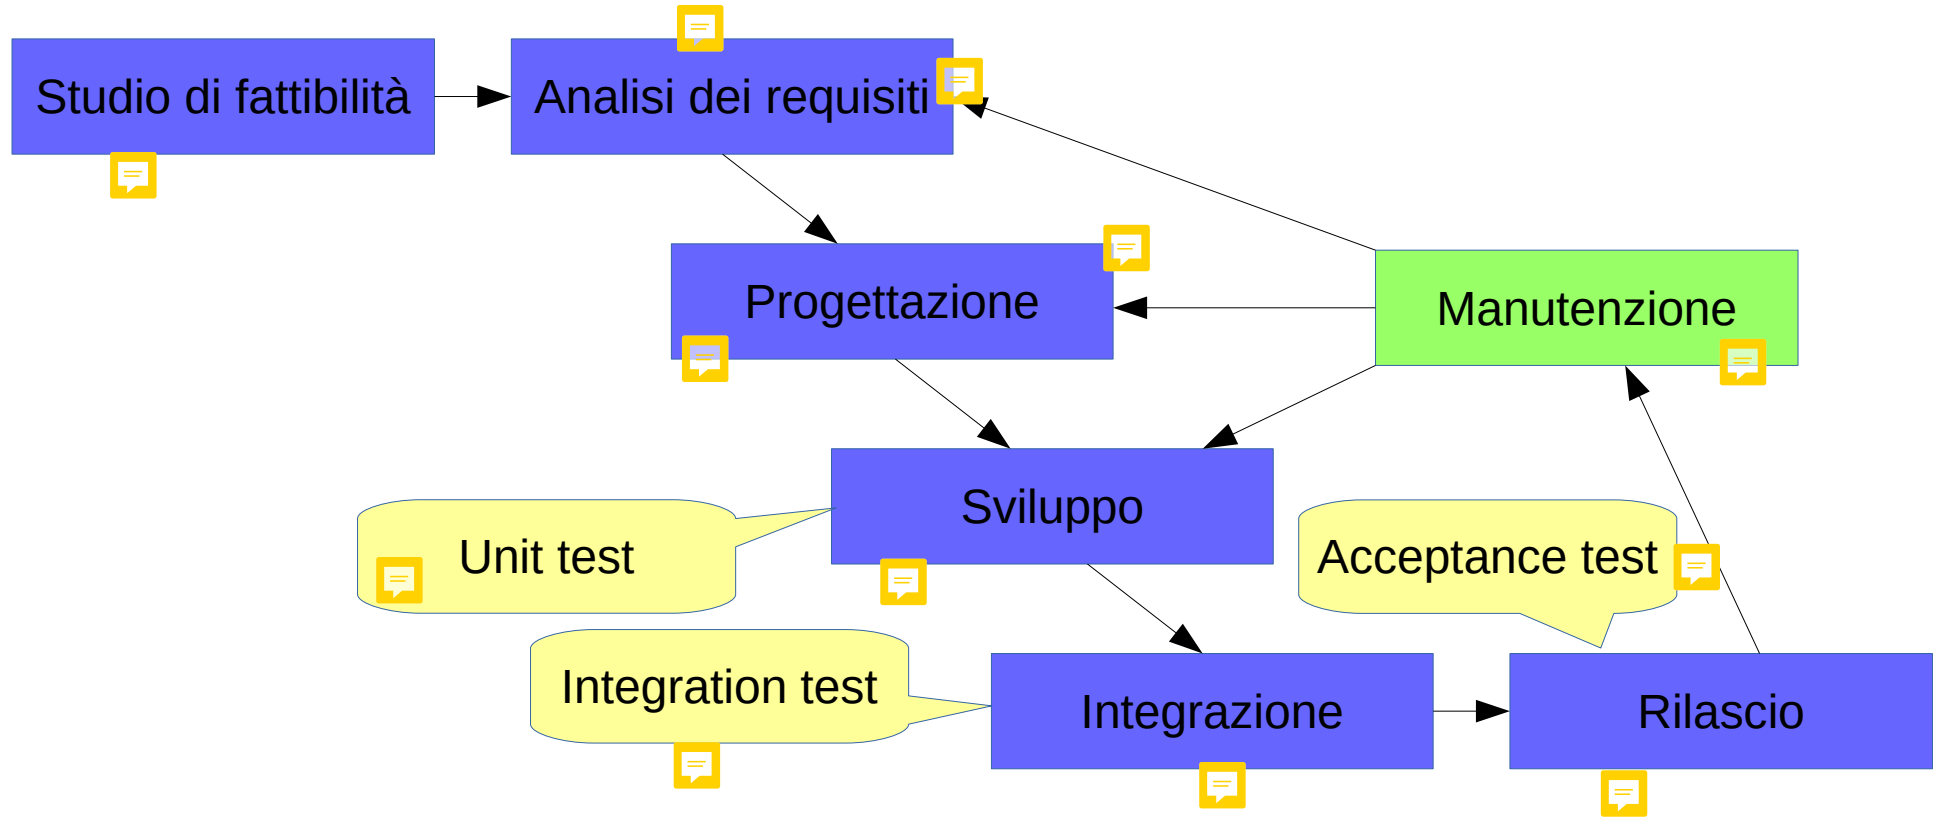 Studio di fattibilità
Analisi dei requisiti
Progettazione
Manutenzione
Sviluppo
Unit test
Acceptance test
Integration test
Integrazione
Rilascio